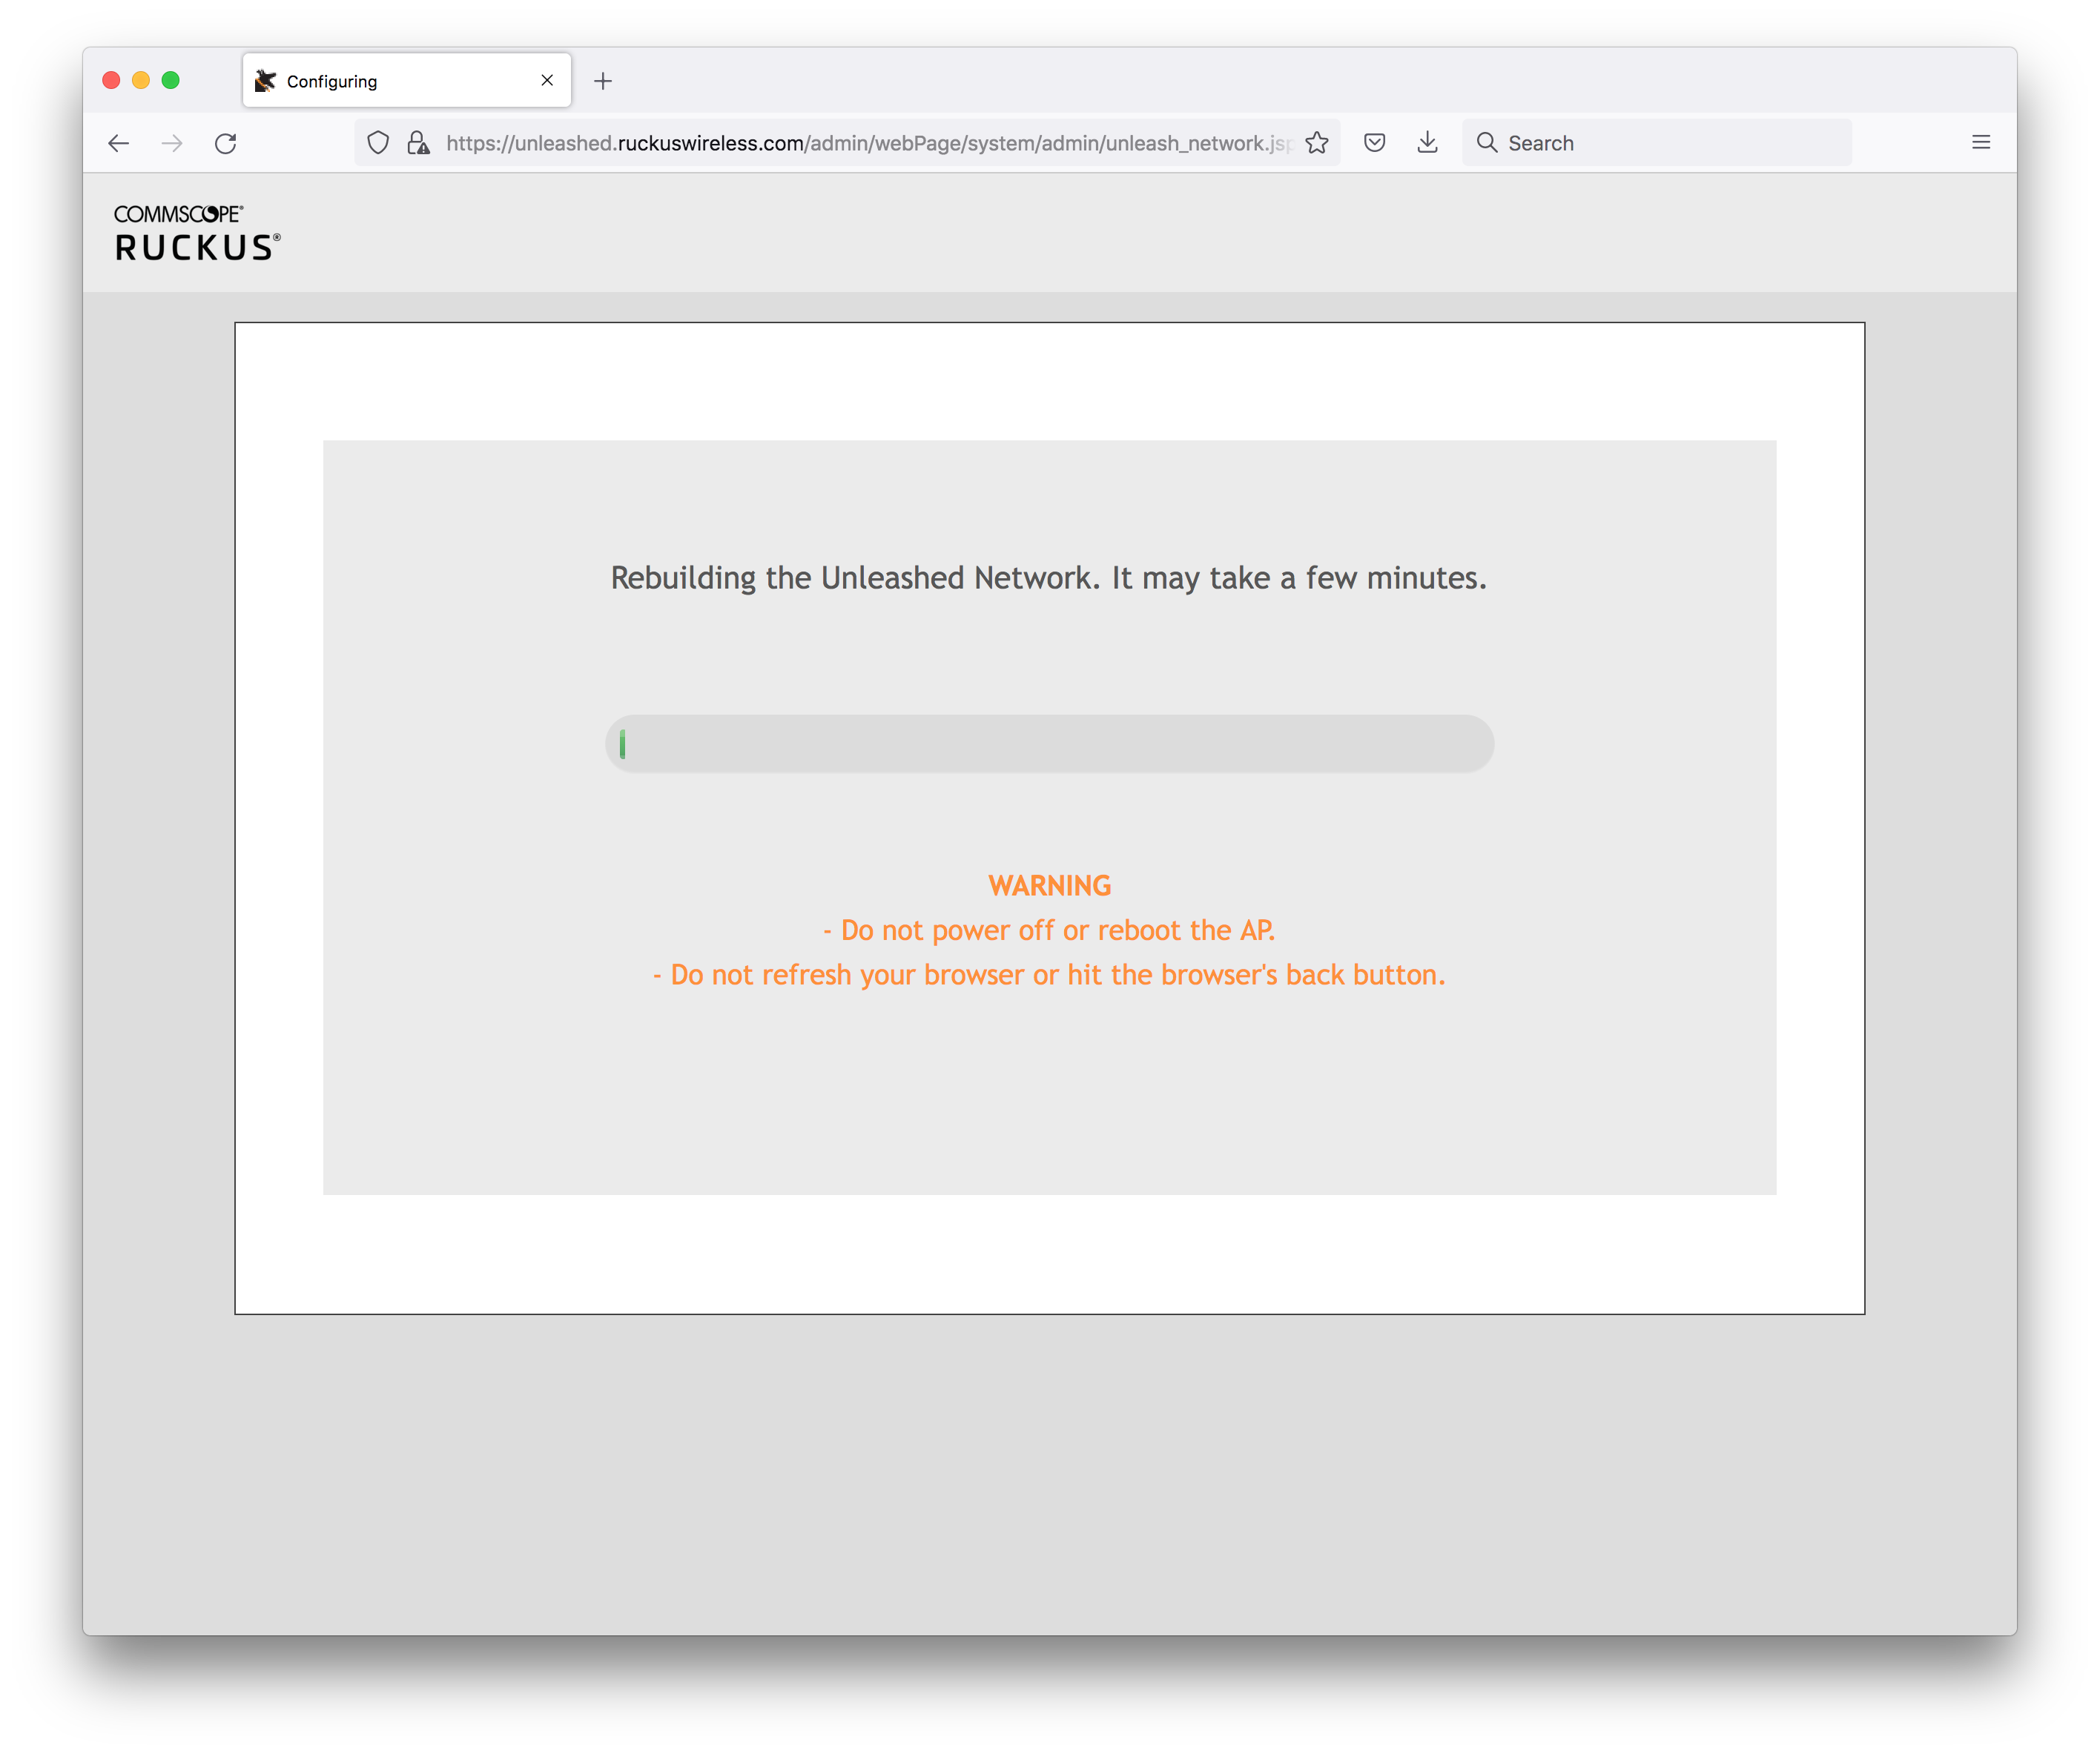 Configuring
https://unleashed.ruckuswireless.com/admin/webPage/system/admin/unleash_network.jsp
Search
COMMSCOPE®
RUCKUS®
Rebuilding the Unleashed Network. It may take a few minutes.
WARNING
- Do not power off or reboot the AP.
- Do not refresh your browser or hit the browser's back button.